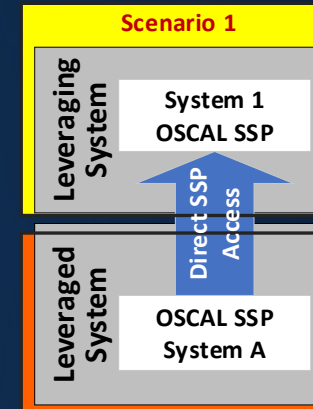 Scenario 1
Leveraging
System
System 1
OSCAL SSP
Direct SSP
Access
Leveraged
System
OSCAL SSP
System A